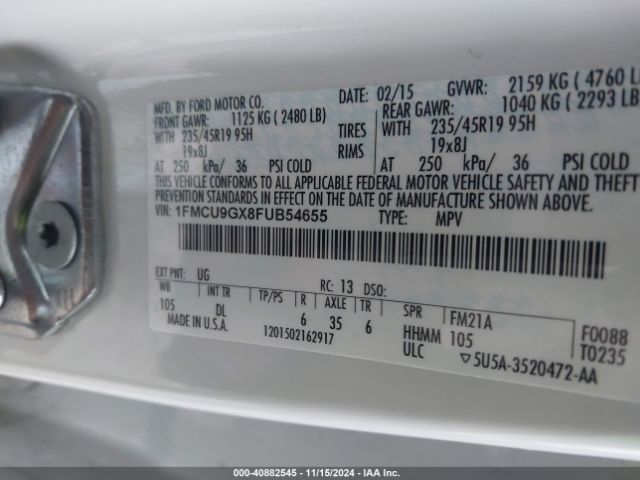 MFD. BY FORD MOTOR CO.
DATE: 02/15 GVWR: 2159 KG ( 4760 L
FRONT GAWR: 1125 KG ( 2480 LB)
REAR GAWR: 1040 KG ( 2293 LB
WITH 235/45R19 95H TIRES WITH 235/45R19 95H
19x8J RIMS 19x8J
AT 250 kPa/ 36 PSI COLD AT 250 kPa/ 36 PSI COLD
THIS VEHICLE CONFORMS TO ALL APPLICABLE FEDERAL MOTOR VEHICLE SAFETY AND THEFT
PREVENTION STANDARDS IN EFFECT ON THE DATE OF MANUFACTURE SHOWN ABOVE.
VIN: 1FMCU9GX8FUB54655 TYPE: MPV
EXT PNT: UG RC: 13 DSO:
WB INT TR TP/PS R AXLE TR SPR FM21A F0088
105 DL 6 35 6 HHMM 105 T0235
MADE IN U.S.A. 1201502162917 ULC ▽5U5A-3520472-AA
000-40882545 - 11/15/2024 - IAA Inc.